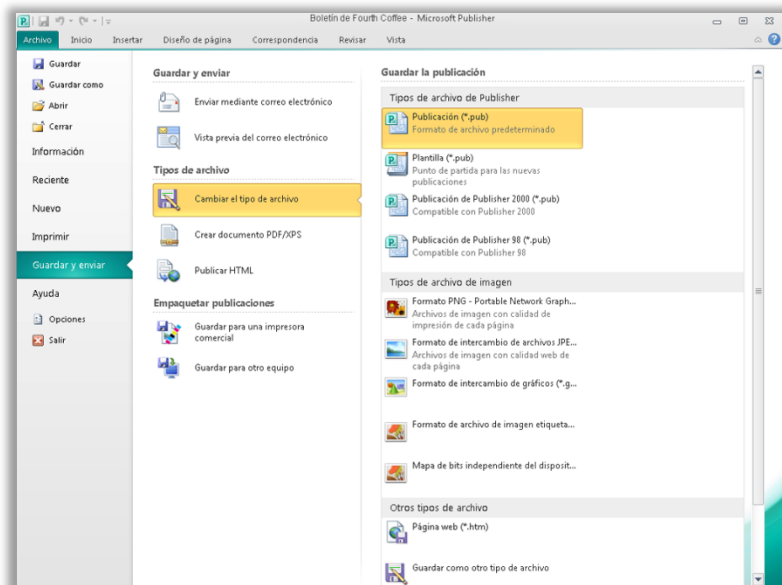 Boletín de Fourth Coffee - Microsoft Publisher
Archivo Inicio Insertar Diseño de página Correspondencia Revisar Vista
Guardar
Guardar como
Abrir
Cerrar
Información
Reciente
Nuevo
Imprimir
Guardar y enviar
Ayuda
Opciones
Salir
Guardar y enviar
Enviar mediante correo electrónico
Vista previa del correo electrónico
Tipos de archivo
Cambiar el tipo de archivo
Crear documento PDF/XPS
Publicar HTML
Empaquetar publicaciones
Guardar para una impresora
comercial
Guardar para otro equipo
Guardar la publicación
Tipos de archivo de Publisher
Publicación (*.pub)
Formato de archivo predeterminado
Plantilla (*.pub)
Punto de partida para las nuevas
publicaciones
Publicación de Publisher 2000 (*.pub)
Compatible con Publisher 2000
Publicación de Publisher 98 (*.pub)
Compatible con Publisher 98
Tipos de archivo de imagen
Formato PNG - Portable Network Graph...
Archivos de imagen con calidad de
impresión de cada página
Formato de intercambio de archivos JPE...
Archivos de imagen con calidad web de
cada página
Formato de intercambio de gráficos (*.g...
Formato de archivo de imagen etiqueta...
Mapa de bits independiente del disposit...
Otros tipos de archivo
Página web (*.htm)
Guardar como otro tipo de archivo